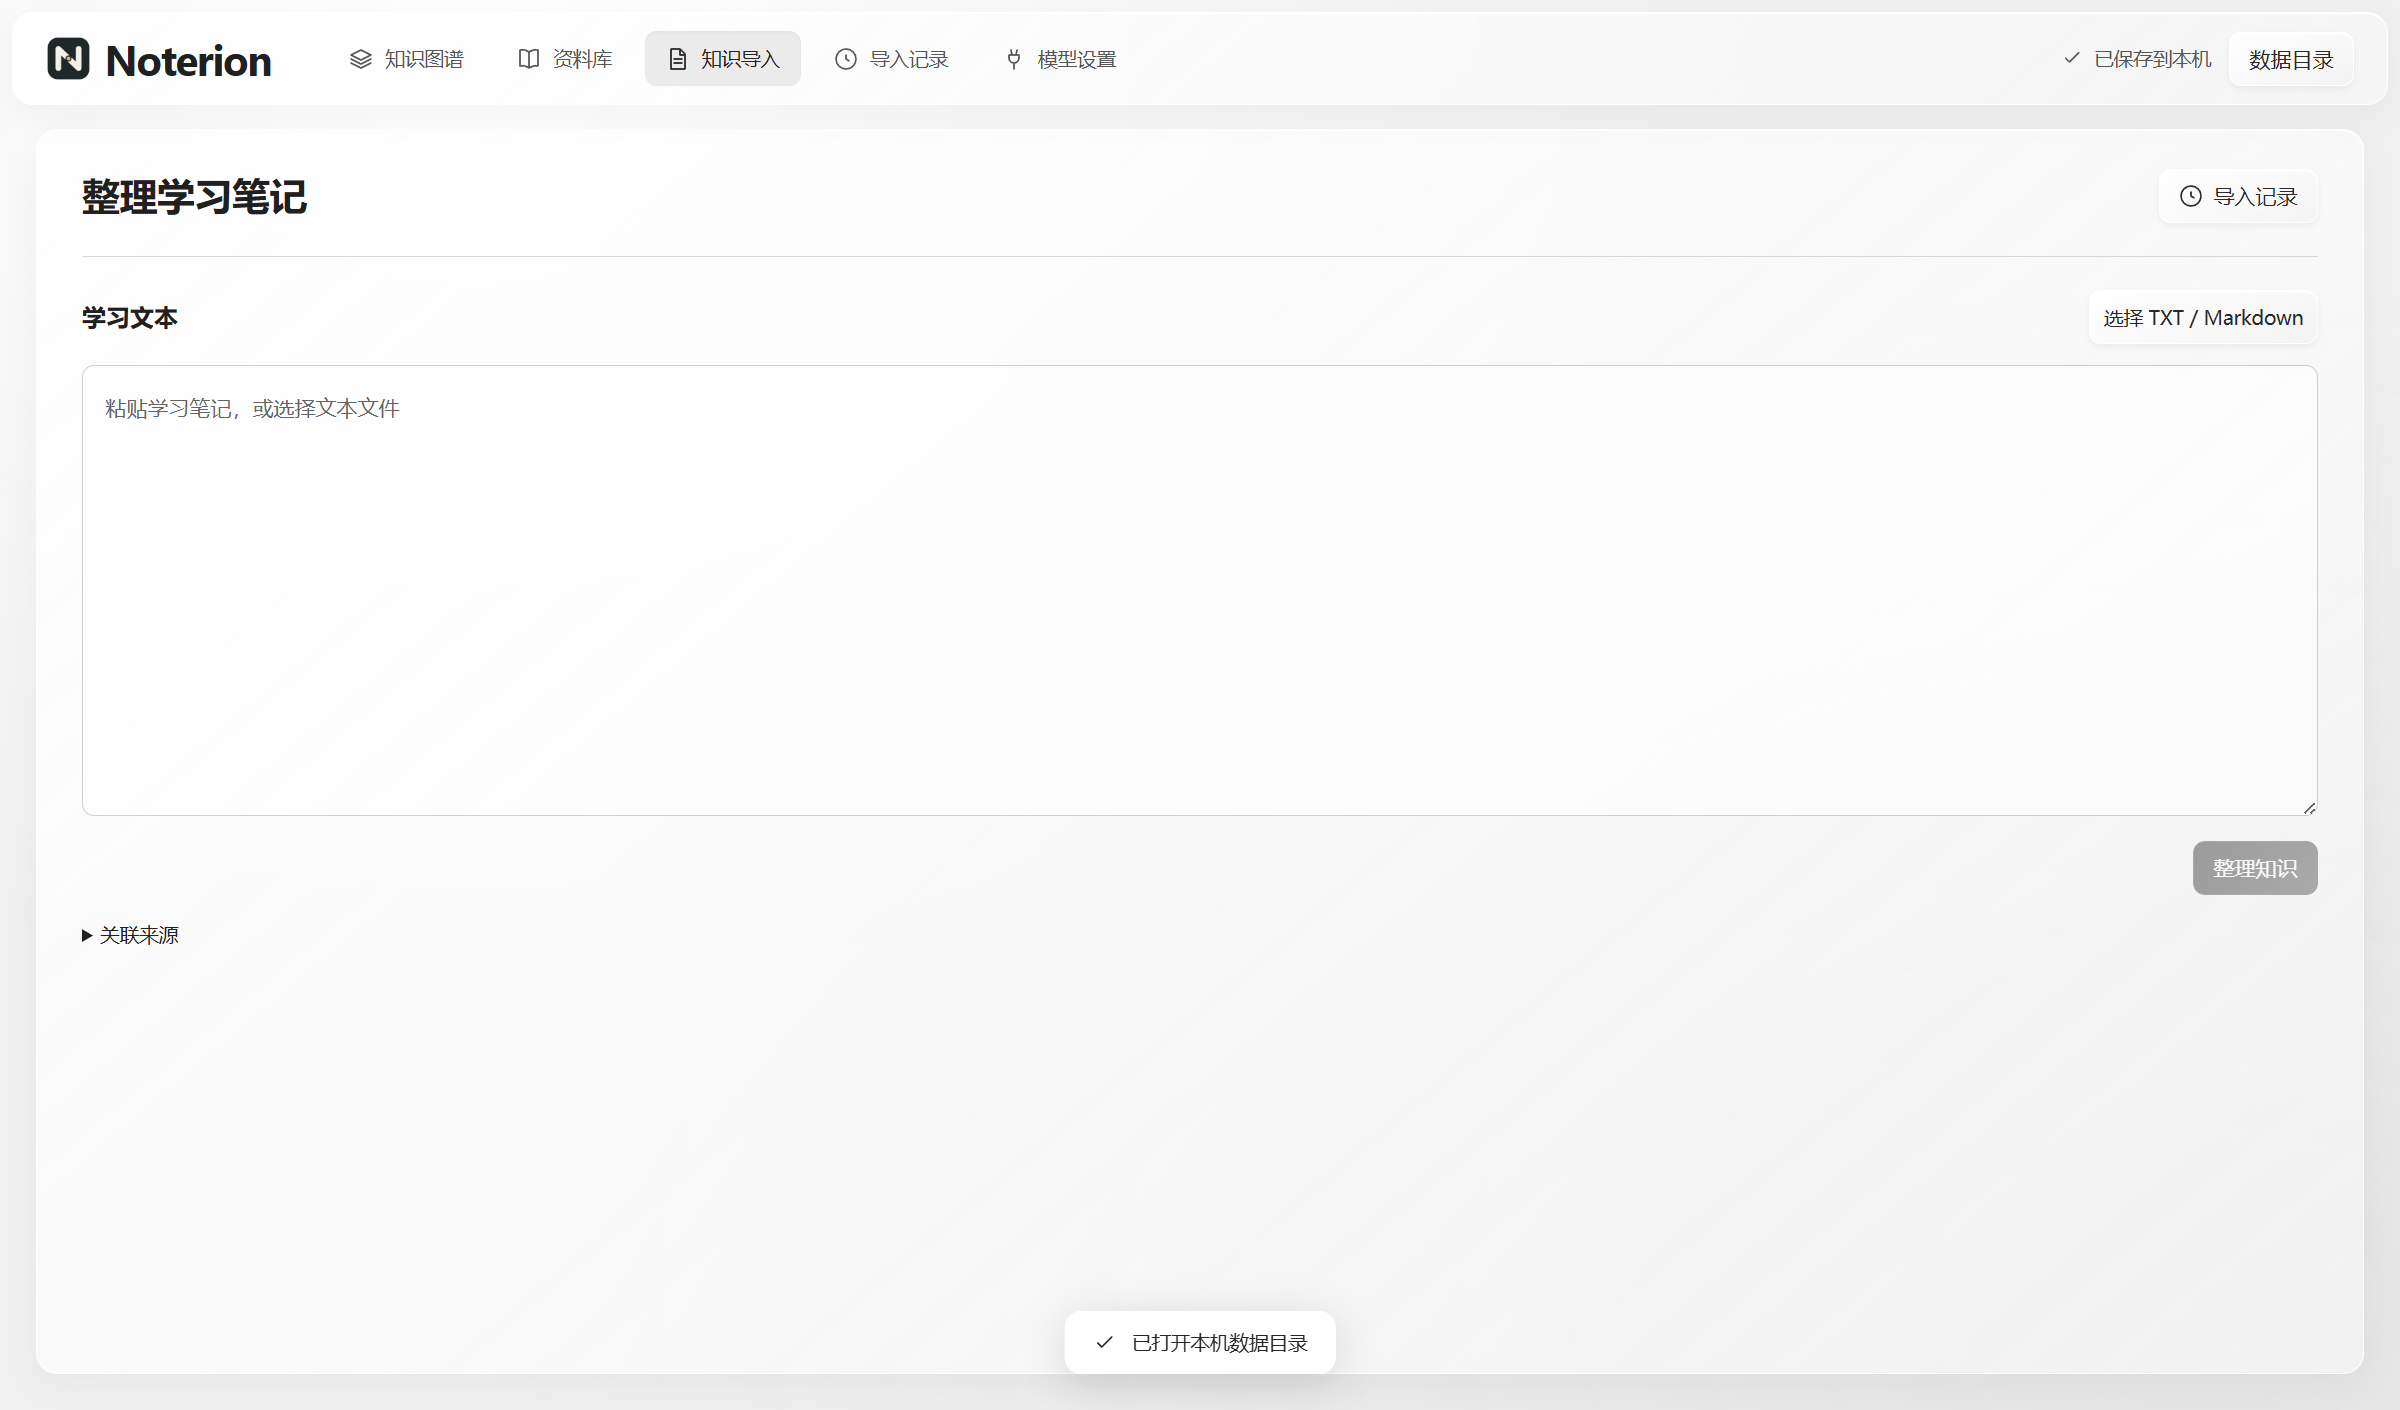 Noterion
知识图谱
资料库
知识导入
导入记录
模型设置
已保存到本机
数据目录
整理学习笔记
导入记录
学习文本
选择 TXT / Markdown
粘贴学习笔记，或选择文本文件
整理知识
关联来源
已打开本机数据目录